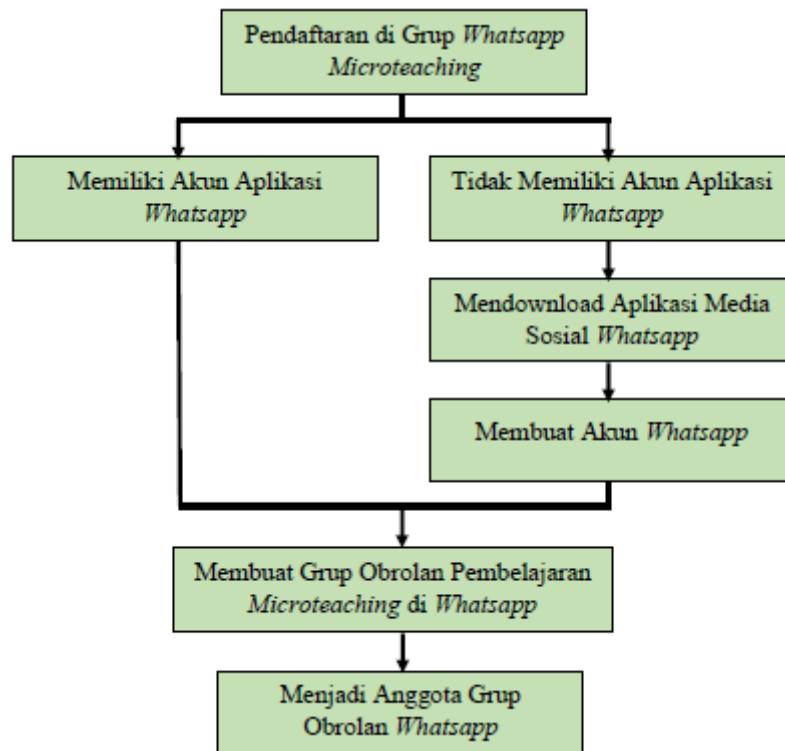 Pendaftaran di Grup Whatsapp
Microteaching
Memiliki Akun Aplikasi
Whatsapp
Tidak Memiliki Akun Aplikasi
Whatsapp
Mendownload Aplikasi Media
Sosial Whatsapp
Membuat Akun Whatsapp
Membuat Grup Obrolan Pembelajaran
Microteaching di Whatsapp
Menjadi Anggota Grup
Obrolan Whatsapp